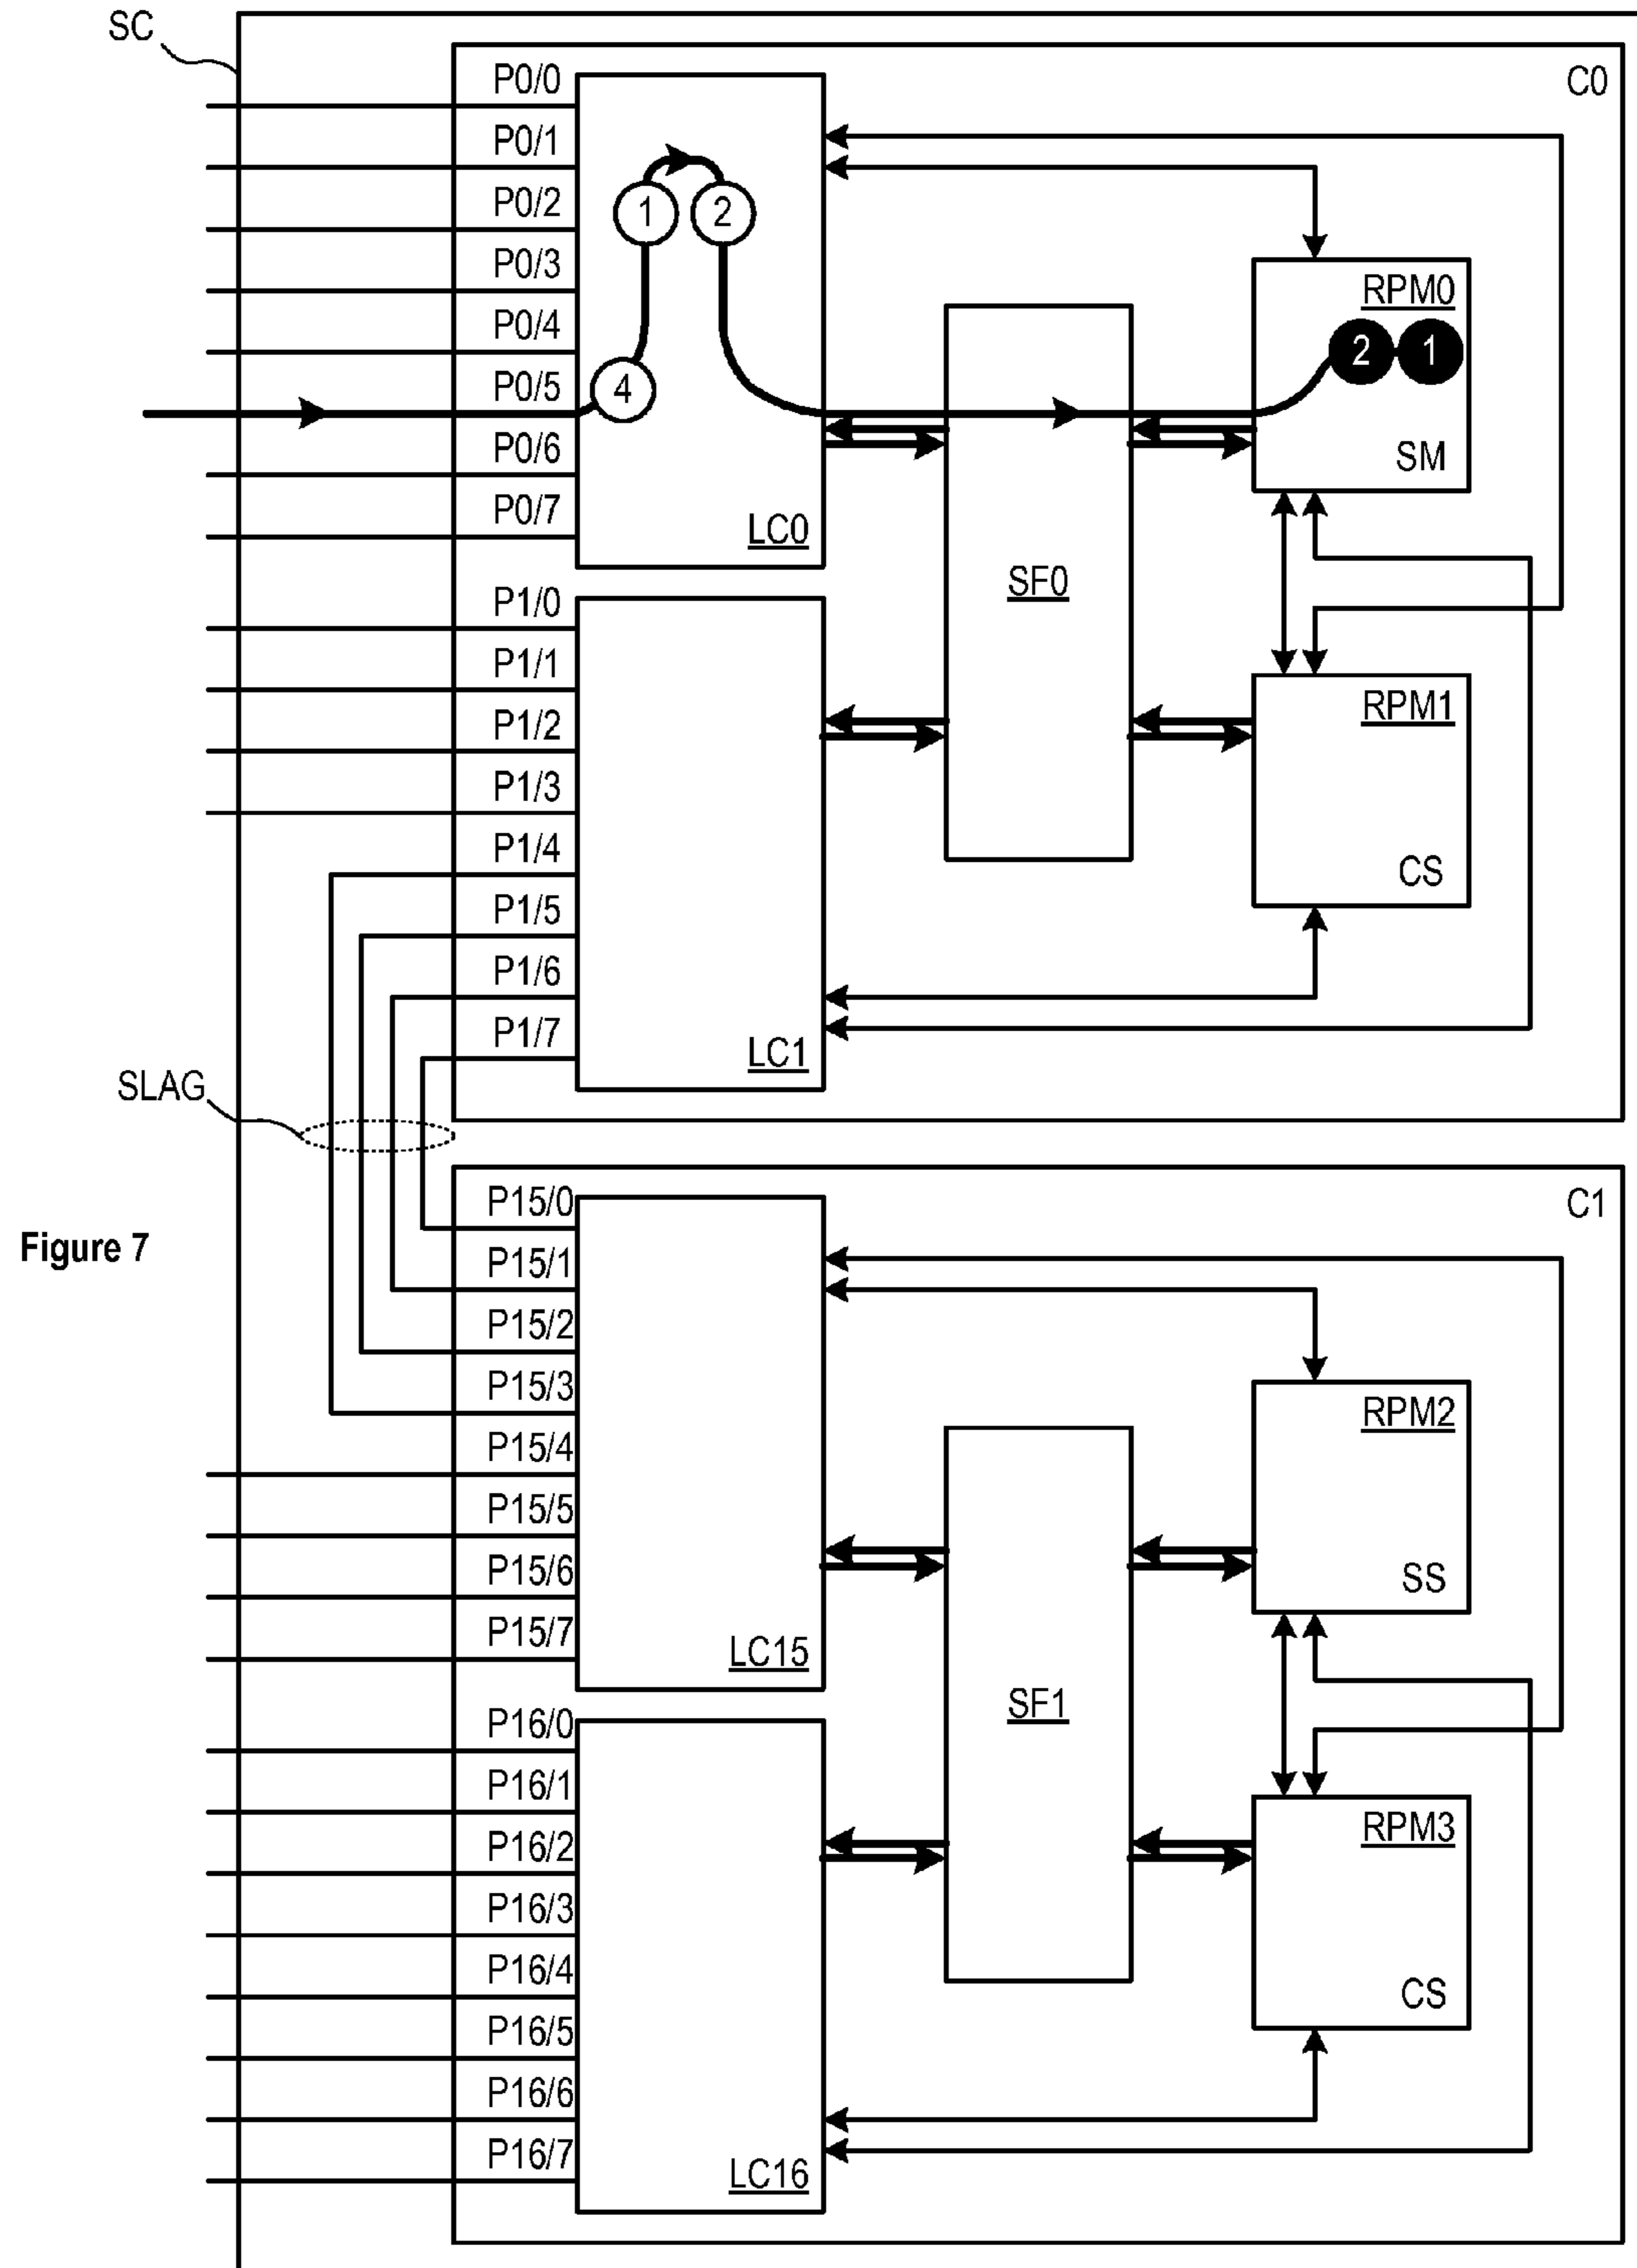 SC
C0
P0/0
P0/1
P0/2
P0/3
P0/4
P0/5
P0/6
P0/7
1
2
4
LC0
RPM0
2
1
SM
SF0
P1/0
P1/1
P1/2
P1/3
P1/4
P1/5
P1/6
P1/7
LC1
RPM1
CS
SLAG
Figure 7
C1
P15/0
P15/1
P15/2
P15/3
P15/4
P15/5
P15/6
P15/7
LC15
RPM2
SS
SF1
P16/0
P16/1
P16/2
P16/3
P16/4
P16/5
P16/6
P16/7
LC16
RPM3
CS